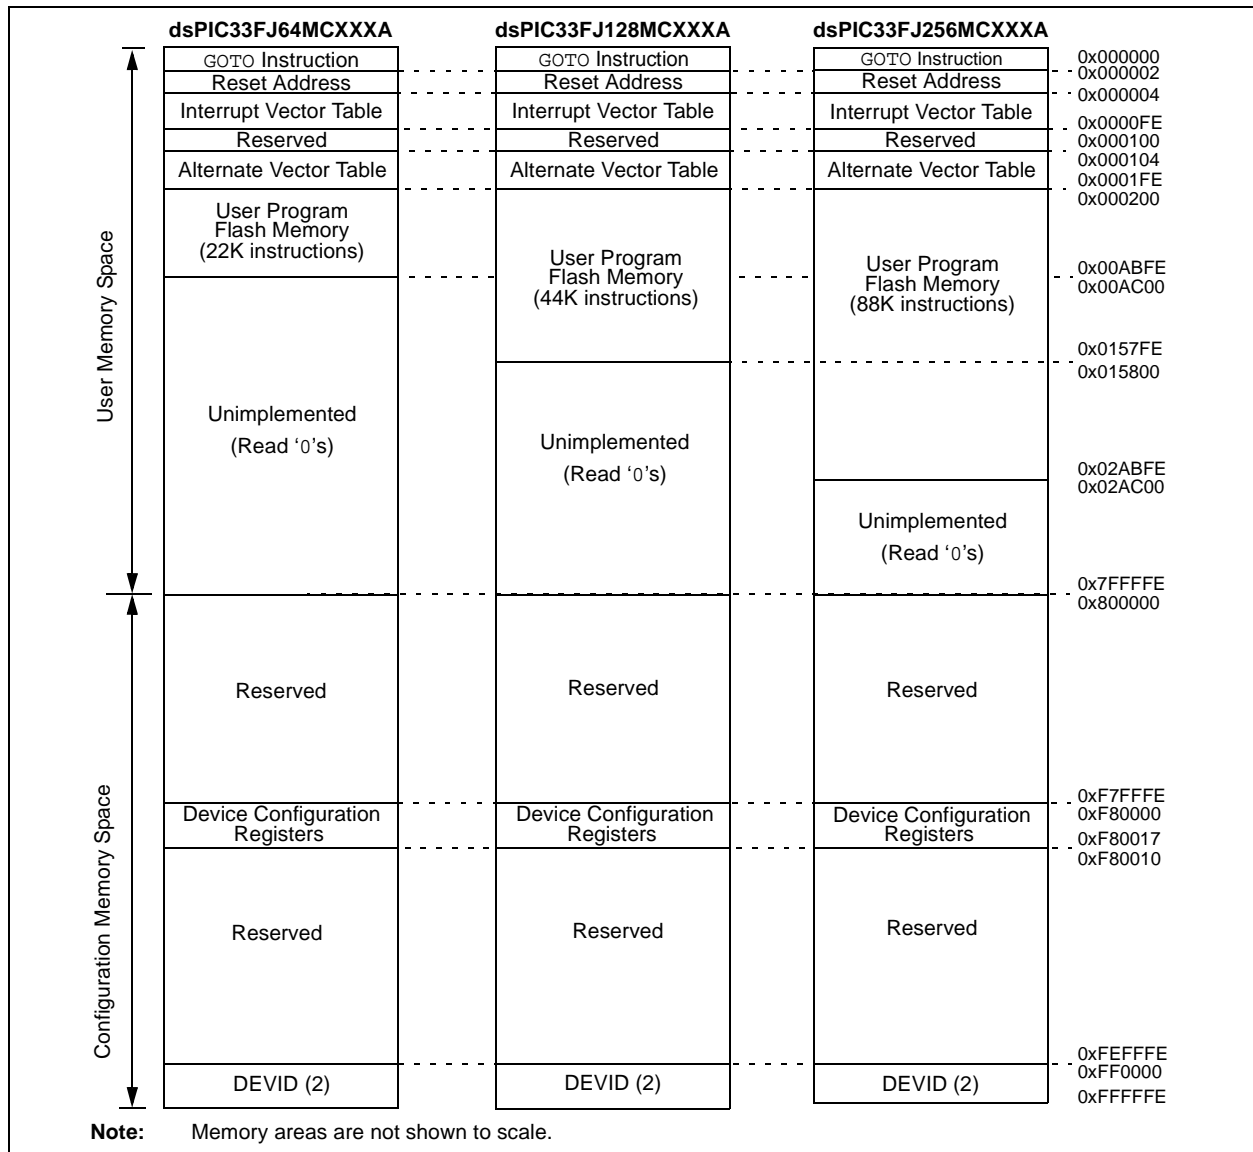 dsPIC33FJ64MCXXXA
dsPIC33FJ128MCXXXA
dsPIC33FJ256MCXXXA
GOTO Instruction
GOTO Instruction
GOTO Instruction
0x000000
Reset Address
Reset Address
Reset Address
0x000002
Interrupt Vector Table
Interrupt Vector Table
Interrupt Vector Table
0x000004
0x0000FE
Reserved
Reserved
Reserved
0x000100
Alternate Vector Table
Alternate Vector Table
Alternate Vector Table
0x000104
0x0001FE
0x000200
User Program
Flash Memory
(22K instructions)
User Program
Flash Memory
(44K instructions)
User Program
Flash Memory
(88K instructions)
0x00ABFE
0x00AC00
0x0157FE
0x015800
User Memory Space
Unimplemented
(Read ‘0’s)
Unimplemented
(Read ‘0’s)
0x02ABFE
0x02AC00
Unimplemented
(Read ‘0’s)
0x7FFFFE
0x800000
Reserved
Reserved
Reserved
0xF7FFFE
0xF80000
Device Configuration
Registers
Device Configuration
Registers
Device Configuration
Registers
0xF80017
0xF80010
Configuration Memory Space
Reserved
Reserved
Reserved
0xFEFFFE
0xFF0000
DEVID (2)
DEVID (2)
DEVID (2)
0xFFFFFE
Note: Memory areas are not shown to scale.